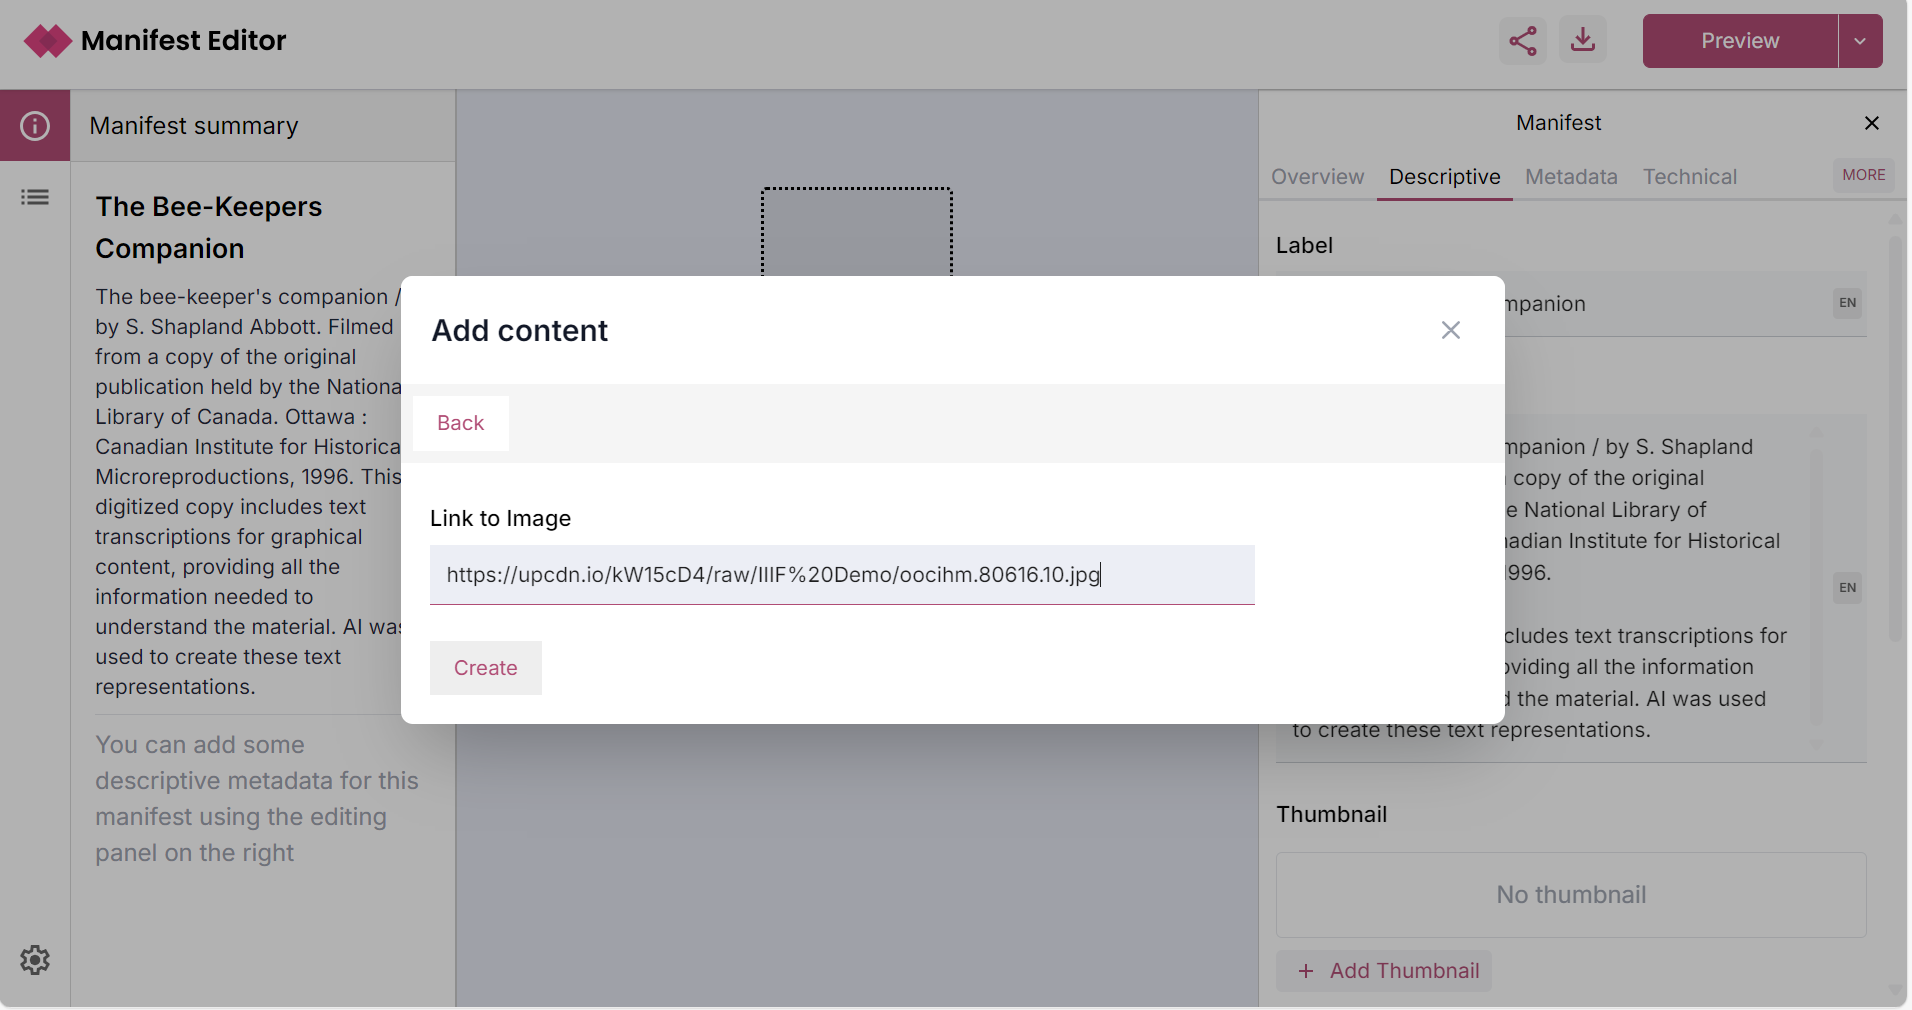 Manifest Editor
Preview
Manifest summary
The Bee-Keepers
Companion
The bee-keeper's companion /
by S. Shapland Abbott. Filmed
from a copy of the original
publication held by the Nationa
Library of Canada. Ottawa :
Canadian Institute for Historica
Microreproductions, 1996. This
digitized copy includes text
transcriptions for graphical
content, providing all the
information needed to
understand the material. AI was
used to create these text
representations.
You can add some
descriptive metadata for this
manifest using the editing
panel on the right
Add content
Back
Link to Image
https://upcdn.io/kW15cD4/raw/IIIF%20Demo/oocihm.80616.10.jpg
Create
Manifest
Overview Descriptive Metadata Technical MORE
Label
mpanion EN
mpanion / by S. Shapland
copy of the original
e National Library of
nadian Institute for Historical
1996.
EN
cludes text transcriptions for
oviding all the information
d the material. AI was used
to create these text representations.
Thumbnail
No thumbnail
+ Add Thumbnail